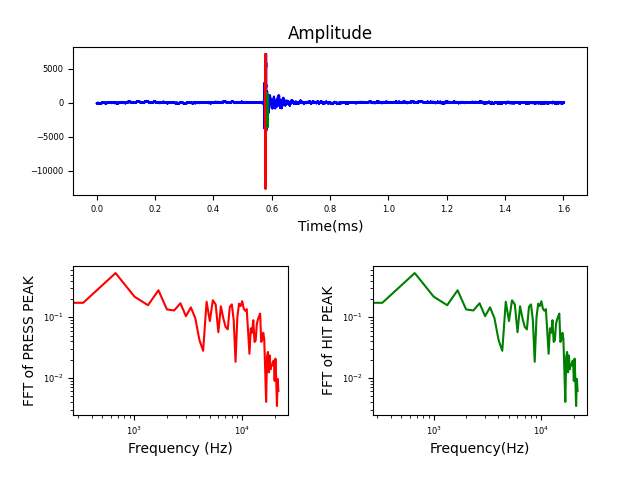 Amplitude
5000
0
−5000
−10000
0.0 0.2 0.4 0.6 0.8 1.0 1.2 1.4 1.6
Time(ms)
FFT of PRESS PEAK
10⁻¹
10⁻²
10³ 10⁴
Frequency (Hz)
FFT of HIT PEAK
10⁻¹
10⁻²
10³ 10⁴
Frequency(Hz)